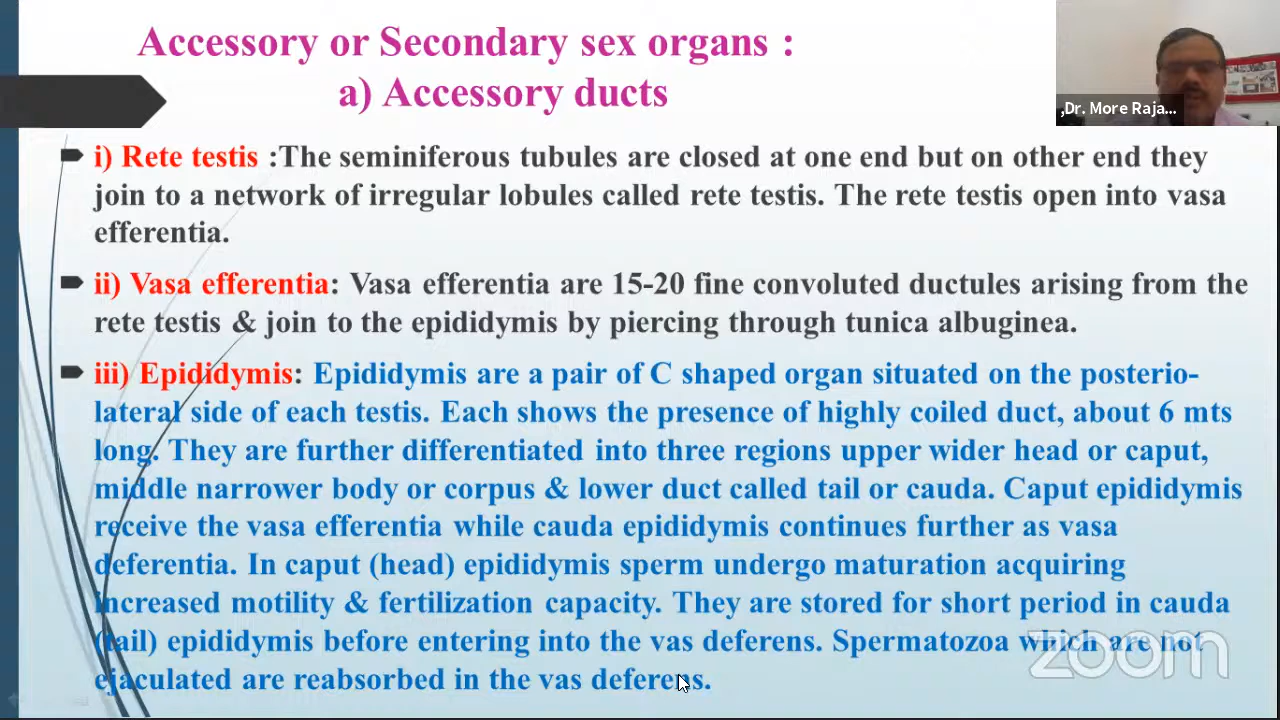 Accessory or Secondary sex organs :
a) Accessory ducts
,Dr. More Raja...
i) Rete testis :The seminiferous tubules are closed at one end but on other end they
join to a network of irregular lobules called rete testis. The rete testis open into vasa
efferentia.
ii) Vasa efferentia: Vasa efferentia are 15-20 fine convoluted ductules arising from the
rete testis & join to the epididymis by piercing through tunica albuginea.
iii) Epididymis: Epididymis are a pair of C shaped organ situated on the posterio-
lateral side of each testis. Each shows the presence of highly coiled duct, about 6 mts
long. They are further differentiated into three regions upper wider head or caput,
middle narrower body or corpus & lower duct called tail or cauda. Caput epididymis
receive the vasa efferentia while cauda epididymis continues further as vasa
deferentia. In caput (head) epididymis sperm undergo maturation acquiring
increased motility & fertilization capacity. They are stored for short period in cauda
(tail) epididymis before entering into the vas deferens. Spermatozoa which are not
ejaculated are reabsorbed in the vas deferens.
zoom